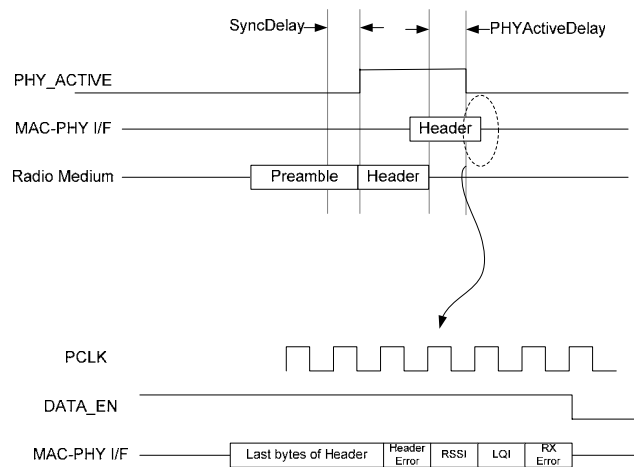 SyncDelay
PHYActiveDelay
PHY_ACTIVE
MAC-PHY I/F
Header
Radio Medium
Preamble
Header
PCLK
DATA_EN
MAC-PHY I/F
Last bytes of Header
Header
Error
RSSI
LQI
RX
Error